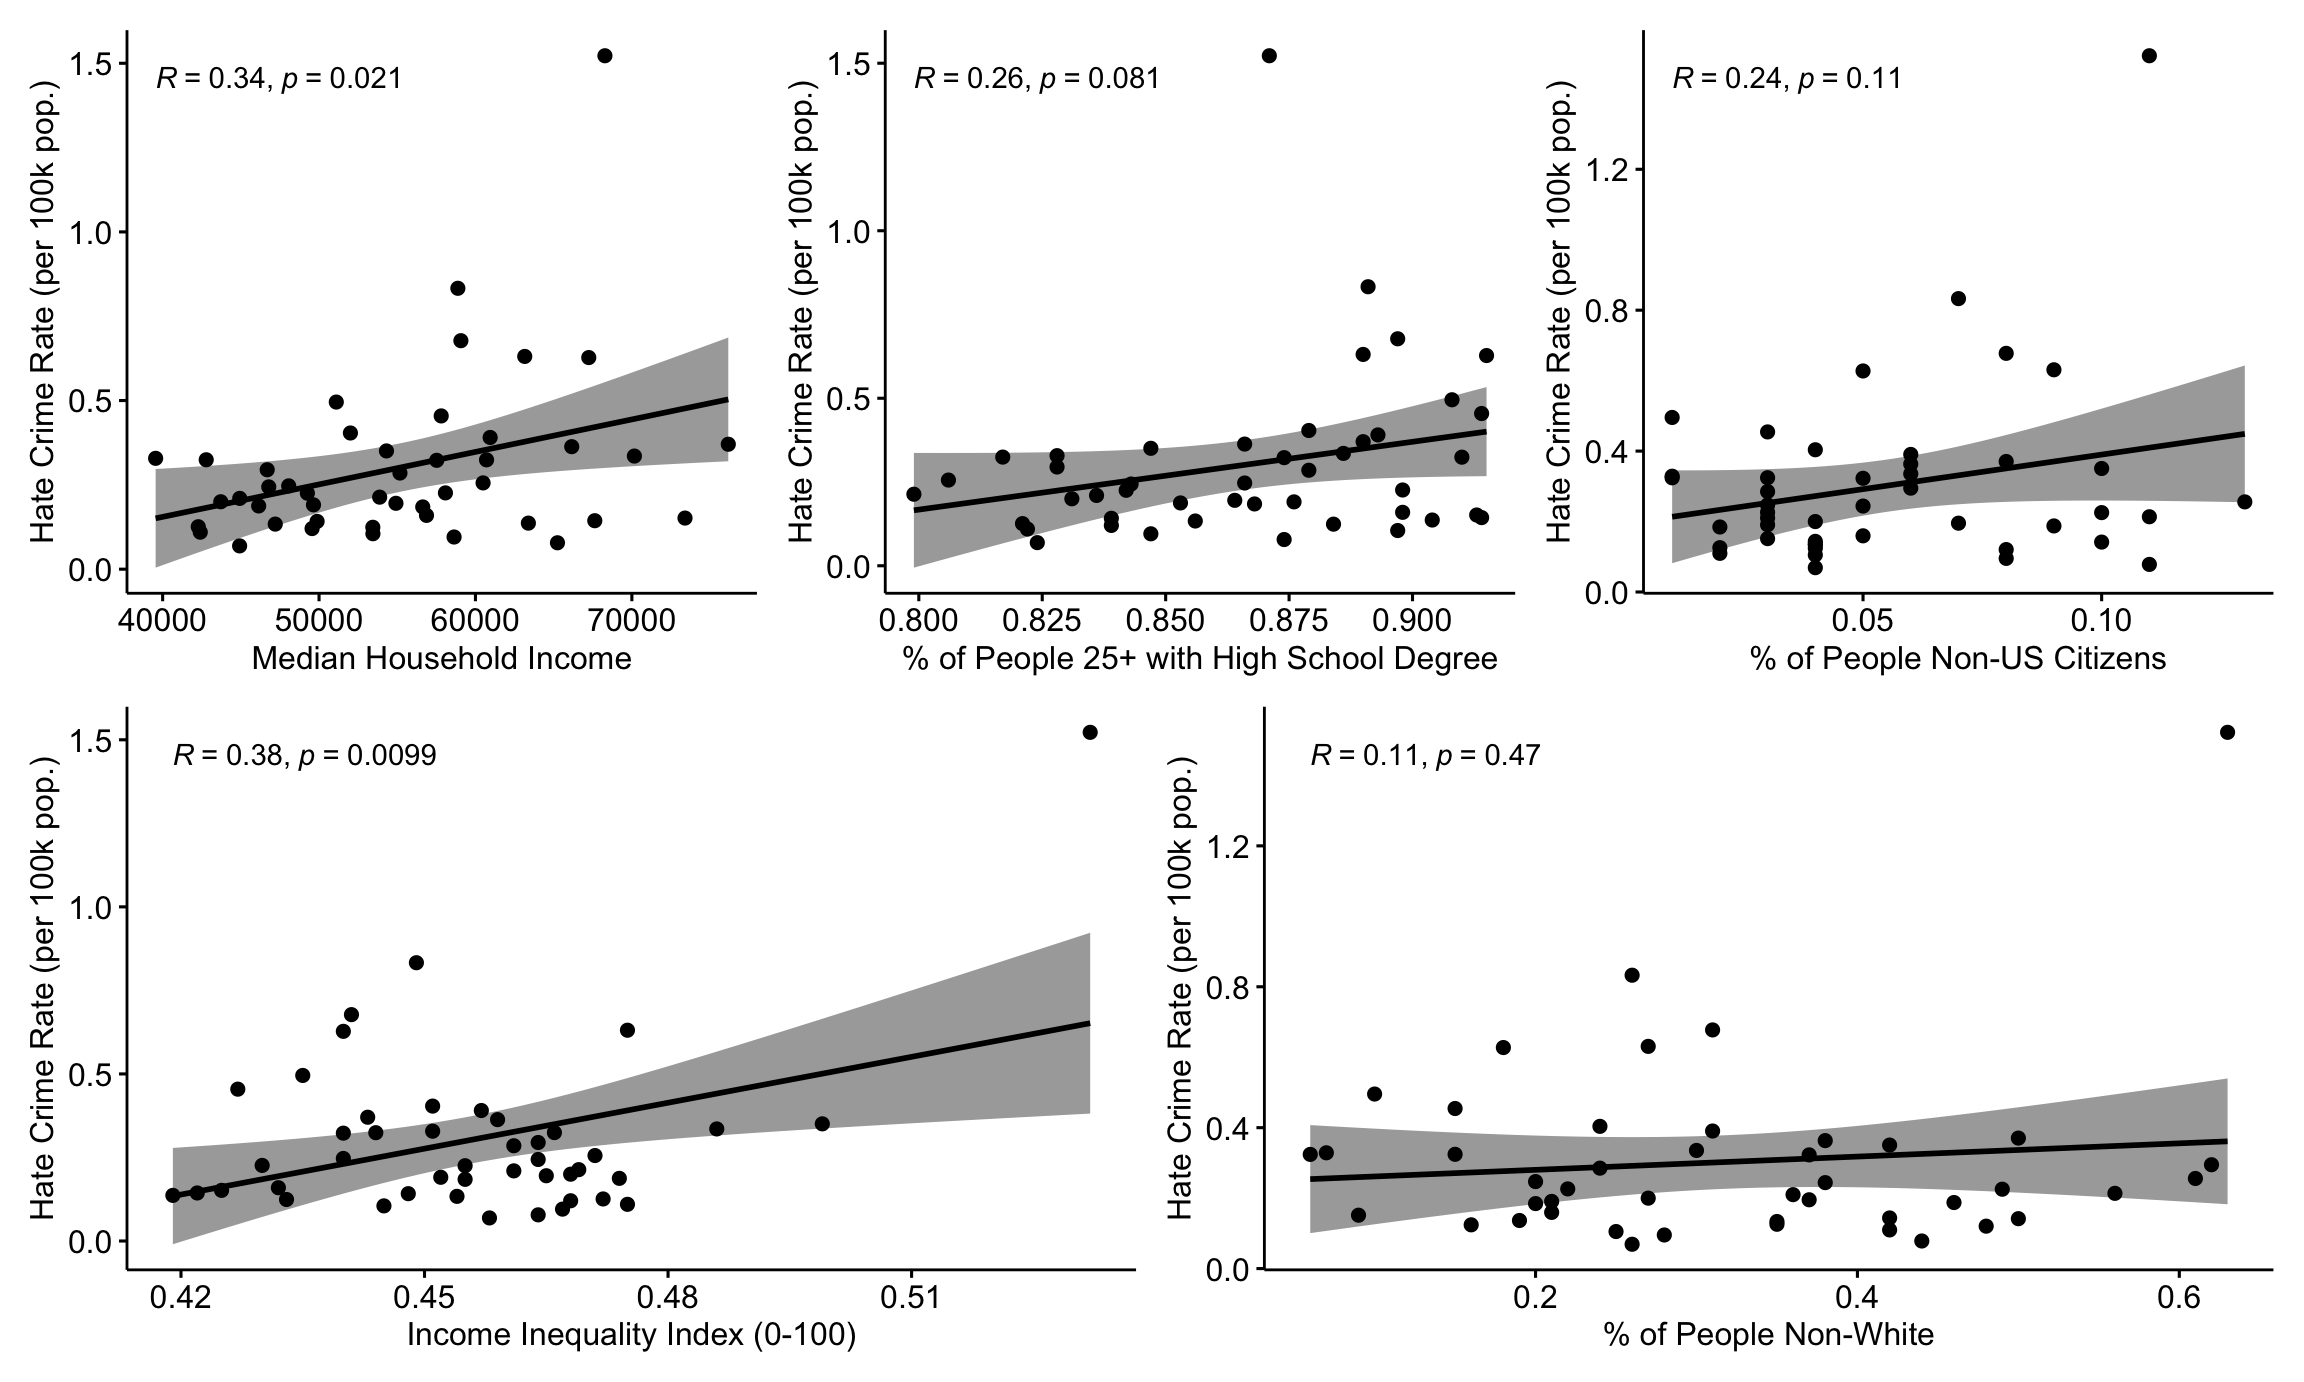 Hate Crime Rate (per 100k pop.)
1.5
1.0
0.5
0.0
R = 0.34, p = 0.021
40000 50000 60000 70000
Median Household Income
Hate Crime Rate (per 100k pop.)
1.5
1.0
0.5
0.0
R = 0.26, p = 0.081
0.800 0.825 0.850 0.875 0.900
% of People 25+ with High School Degree
Hate Crime Rate (per 100k pop.)
1.2
0.8
0.4
0.0
R = 0.24, p = 0.11
0.05 0.10
% of People Non-US Citizens
Hate Crime Rate (per 100k pop.)
1.5
1.0
0.5
0.0
R = 0.38, p = 0.0099
0.42 0.45 0.48 0.51
Income Inequality Index (0-100)
Hate Crime Rate (per 100k pop.)
1.2
0.8
0.4
0.0
R = 0.11, p = 0.47
0.2 0.4 0.6
% of People Non-White